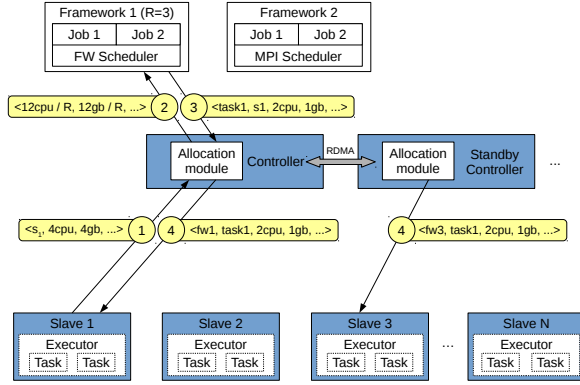 Framework 1 (R=3)
Job 1
Job 2
FW Scheduler
Framework 2
Job 1
Job 2
MPI Scheduler
<12cpu / R, 12gb / R, ...>
2
3
<task1, s1, 2cpu, 1gb, ...>
Allocation
module
Controller
RDMA
Allocation
module
Standby
Controller
...
<s₁, 4cpu, 4gb, ...>
1
4
<fw1, task1, 2cpu, 1gb, ...>
4
<fw3, task1, 2cpu, 1gb, ...>
Slave 1
Executor
Task
Task
Slave 2
Executor
Task
Task
Slave 3
Executor
Task
Task
...
Slave N
Executor
Task
Task